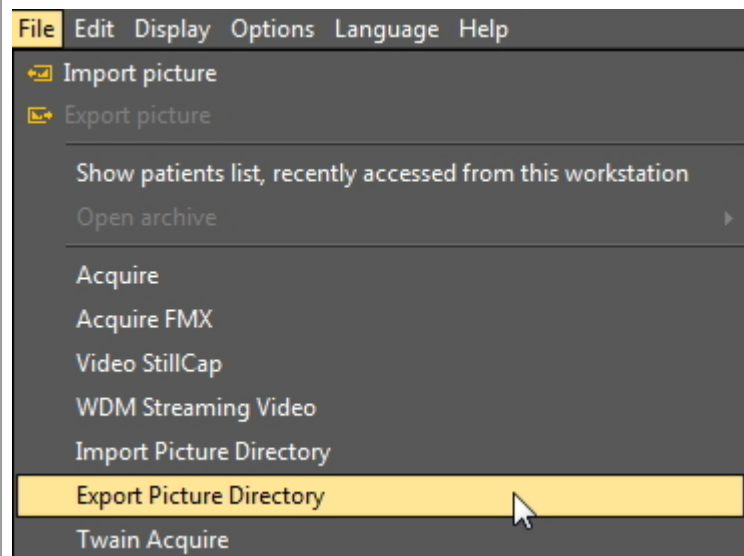 File Edit Display Options Language Help
Import picture
Export picture
Show patients list, recently accessed from this workstation
Open archive
Acquire
Acquire FMX
Video StillCap
WDM Streaming Video
Import Picture Directory
Export Picture Directory
Twain Acquire